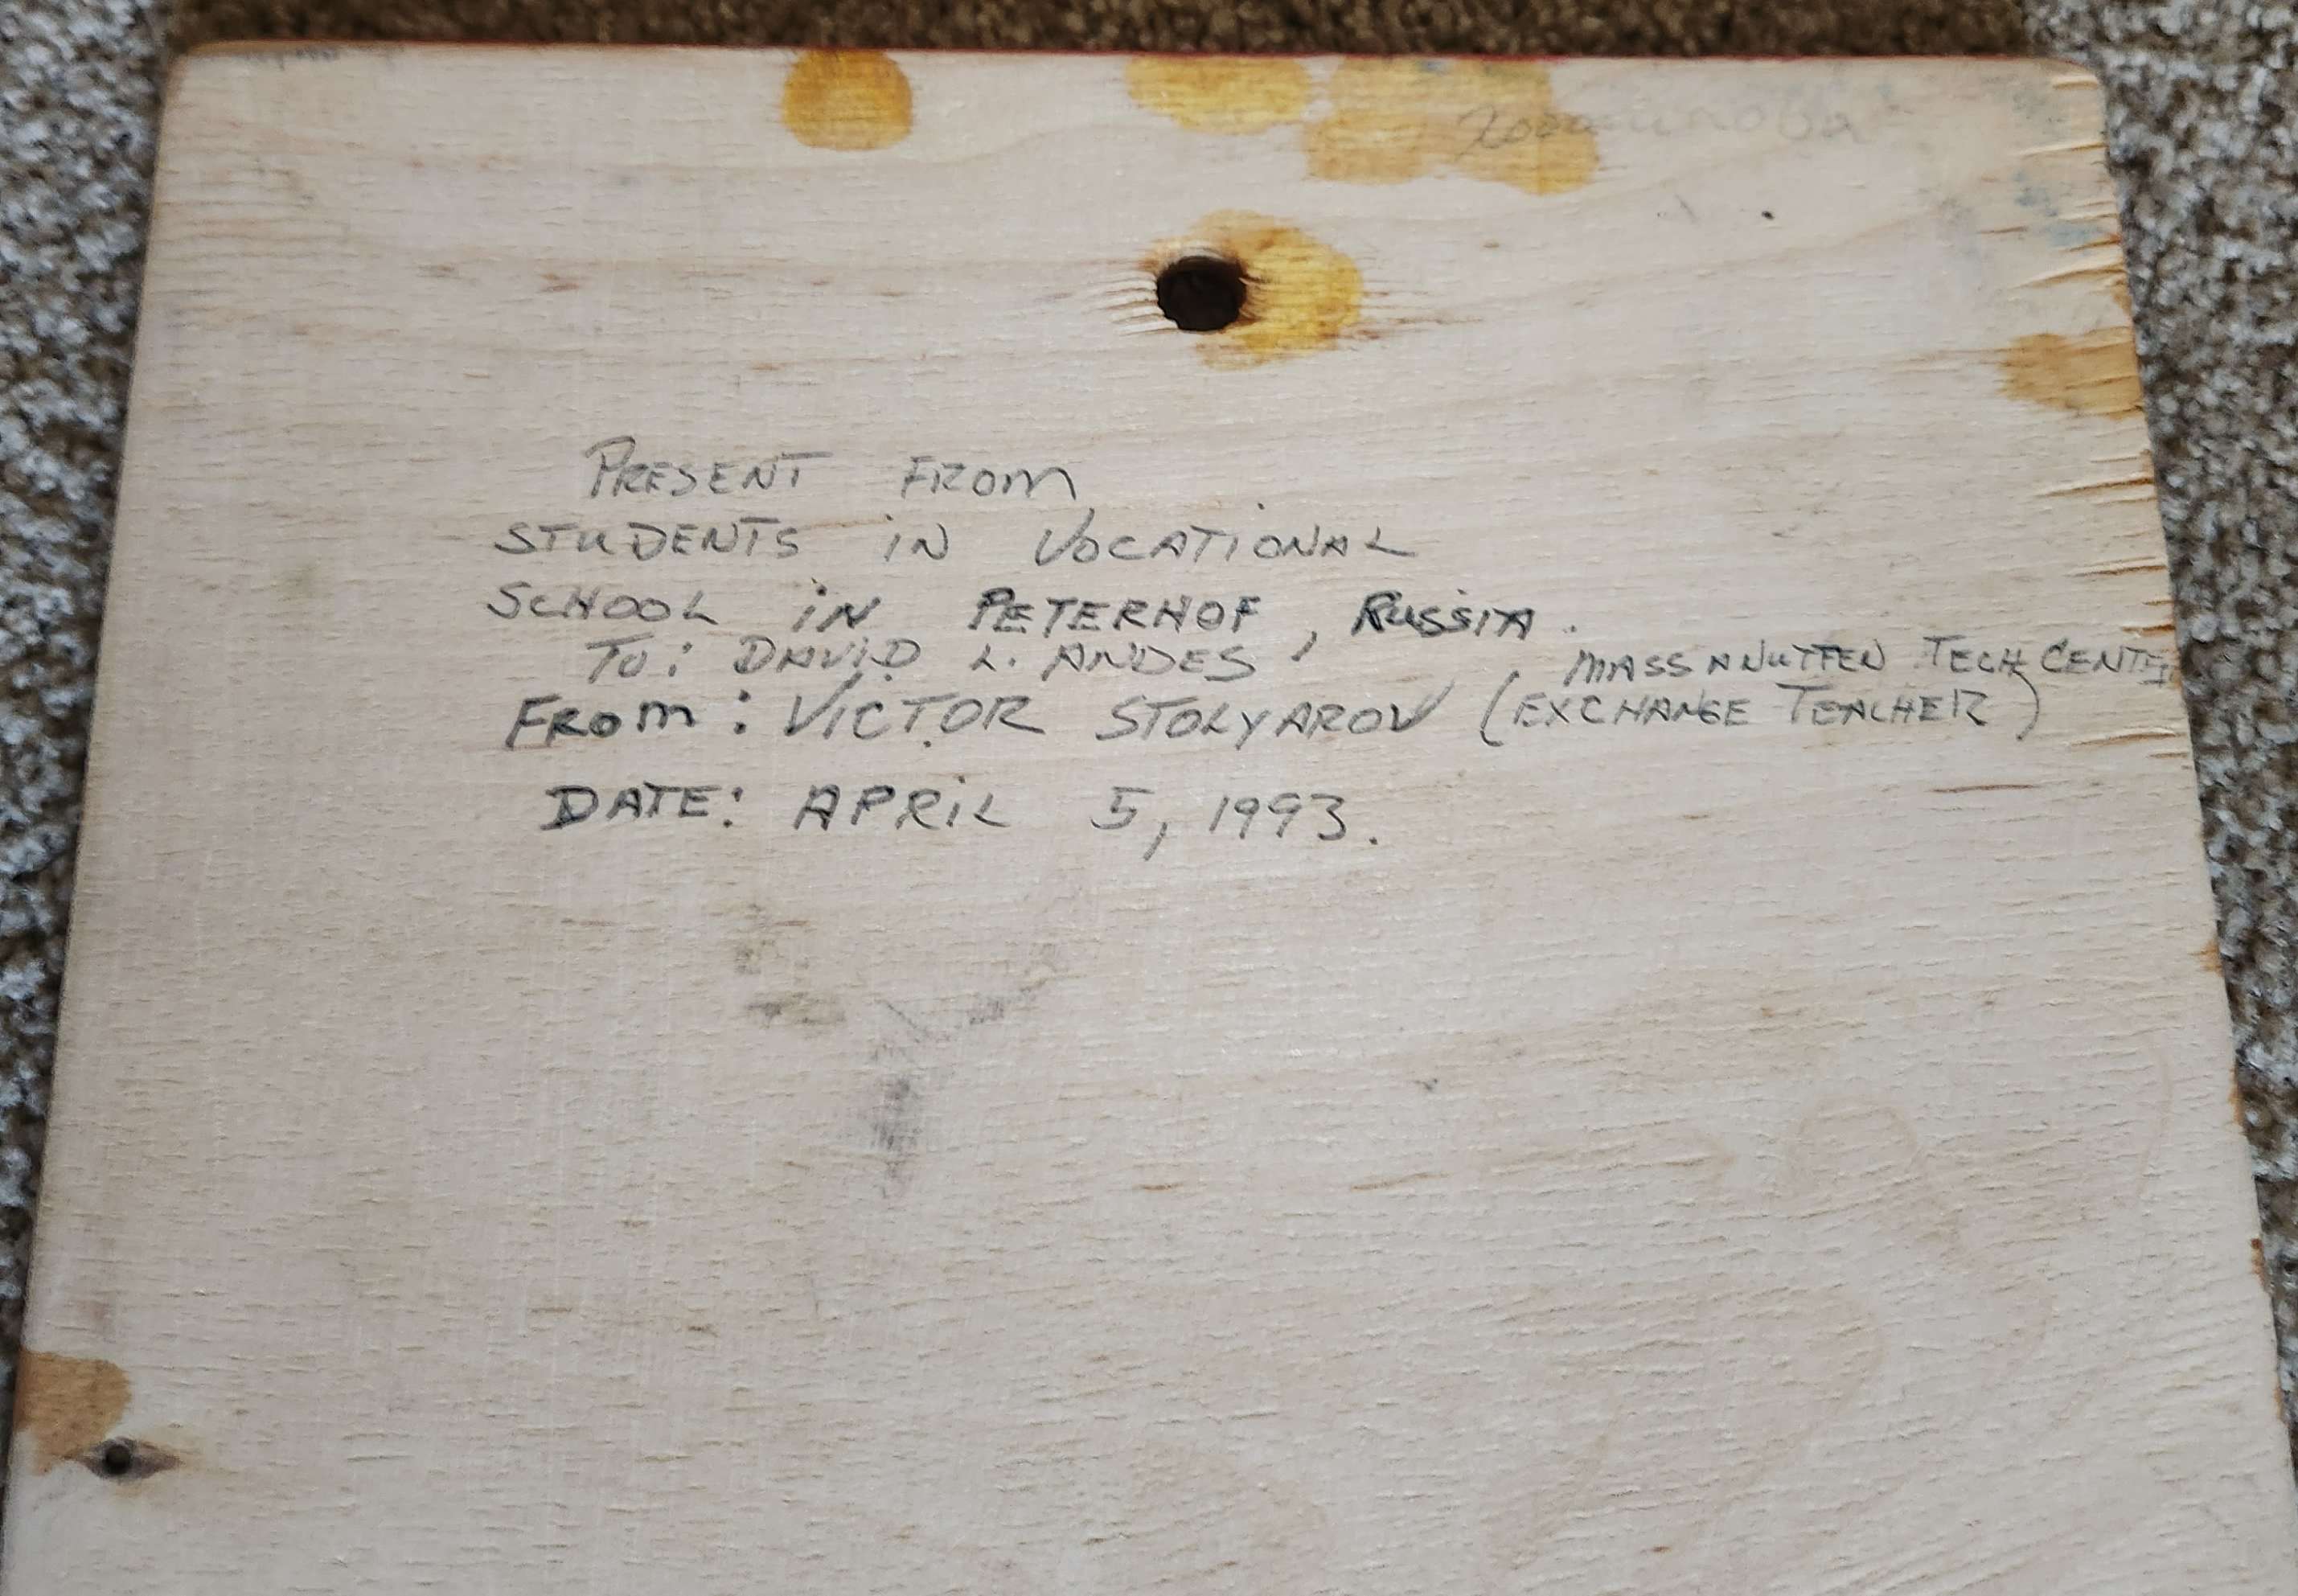 PRESENT FROM
STUDENTS IN VOCATIONAL
SCHOOL IN PETERHOF, RUSSIA.
TO: DAVID L. ANDES, MASSANUTTEN TECH CENTER
FROM: VICTOR STOLYAROV (EXCHANGE TEACHER)
DATE: APRIL 5, 1993.